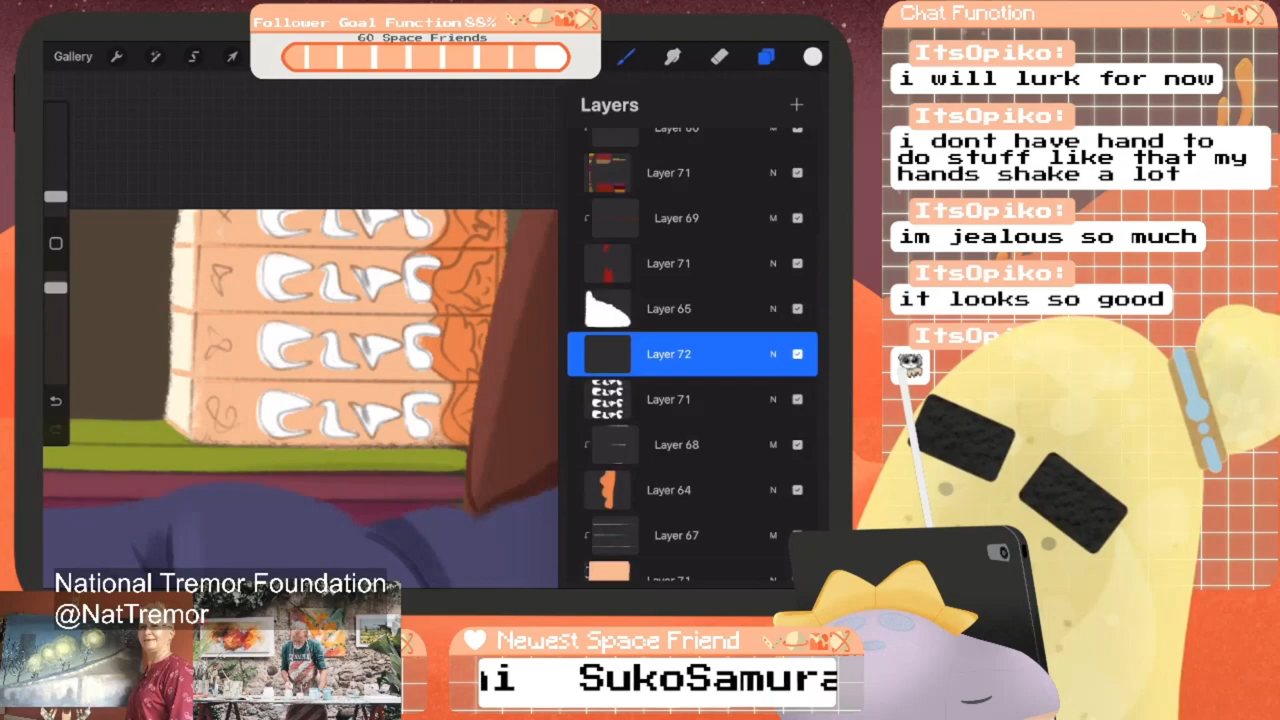 Follower Goal Function 88%
60 Space Friends
Gallery
Layers
M
Layer 71 N
Layer 69 M
Layer 71 N
Layer 65 N
Layer 72 N
Layer 71 N
Layer 68 M
Layer 64 N
Layer 67 M
Layer 71
Chat Function
ItsOpiko:
i will lurk for now
ItsOpiko:
i dont have hand to
do stuff like that my
hands shake a lot
ItsOpiko:
im jealous so much
ItsOpiko:
it looks so good
National Tremor Foundation
@NatTremor
Newest Space Friend